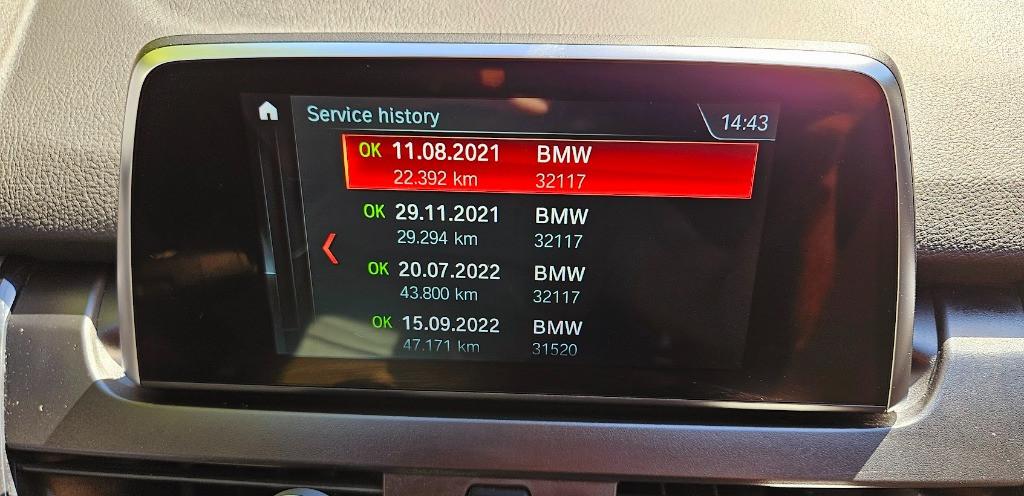 Service history
14:43
OK 11.08.2021 BMW
22.392 km 32117
OK 29.11.2021 BMW
29.294 km 32117
OK 20.07.2022 BMW
43.800 km 32117
OK 15.09.2022 BMW
47.171 km 31520